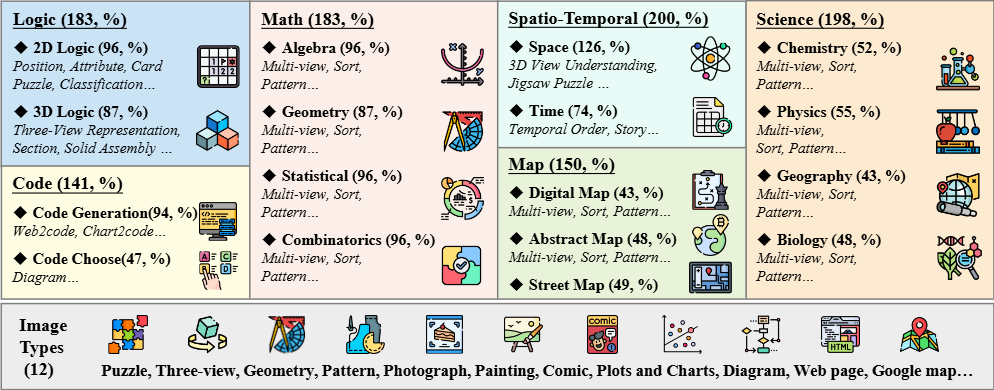 Logic (183, %)
◆ 2D Logic (96, %)
Position, Attribute, Card
Puzzle, Classification…
◆ 3D Logic (87, %)
Three-View Representation,
Section, Solid Assembly …
Code (141, %)
◆ Code Generation(94, %)
Web2code, Chart2code…
◆ Code Choose(47, %)
Diagram…
A C
B D
Math (183, %)
◆ Algebra (96, %)
Multi-view, Sort,
Pattern…
◆ Geometry (87, %)
Multi-view, Sort,
Pattern…
◆ Statistical (96, %)
Multi-view, Sort,
Pattern…
◆ Combinatorics (96, %)
Multi-view, Sort,
Pattern…
Spatio-Temporal (200, %)
◆ Space (126, %)
3D View Understanding,
Jigsaw Puzzle …
◆ Time (74, %)
Temporal Order, Story…
Map (150, %)
◆ Digital Map (43, %)
Multi-view, Sort, Pattern…
◆ Abstract Map (48, %)
Multi-view, Sort, Pattern…
◆ Street Map (49, %)
Science (198, %)
◆ Chemistry (52, %)
Multi-view, Sort,
Pattern…
◆ Physics (55, %)
Multi-view,
Sort, Pattern…
◆ Geography (43, %)
Multi-view, Sort,
Pattern…
◆ Biology (48, %)
Multi-view, Sort,
Pattern…
Image
Types
(12)
comic
HTML
Puzzle, Three-view, Geometry, Pattern, Photograph, Painting, Comic, Plots and Charts, Diagram, Web page, Google map…